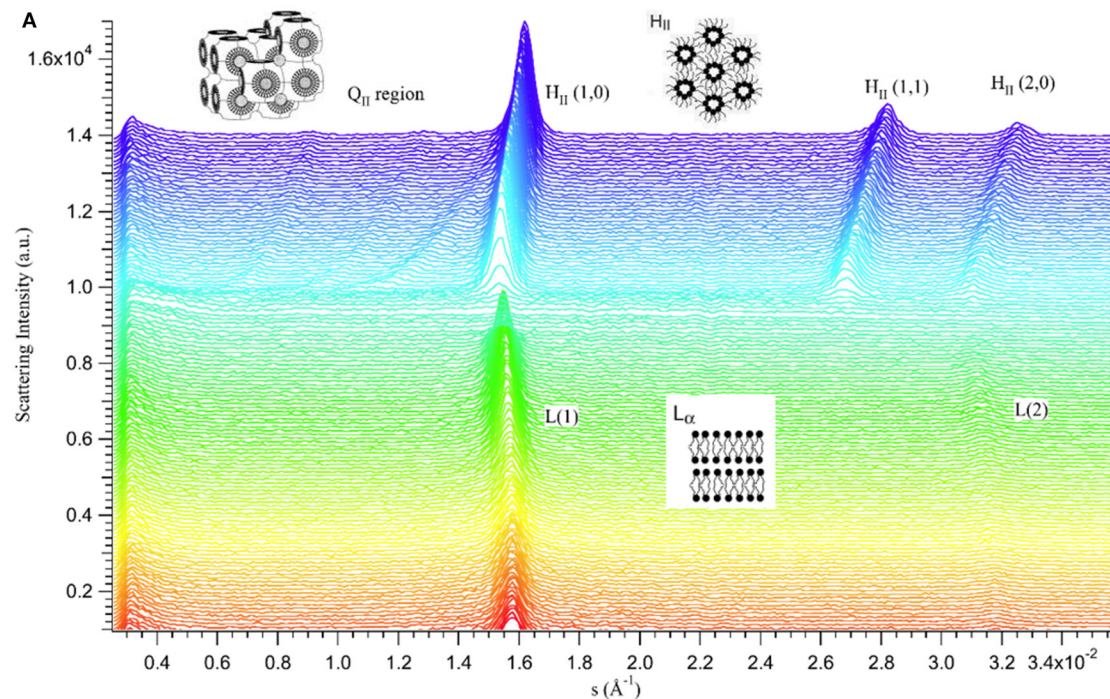 A
H_II
1.6x10⁴
Q_II region
H_II (1,0)
H_II (1,1)
H_II (2,0)
1.4
1.2
1.0
0.8
0.6
0.4
0.2
Scattering Intensity (a.u.)
L(1)
Lα
L(2)
0.4
0.6
0.8
1.0
1.2
1.4
1.6
1.8
2.0
2.2
2.4
2.6
2.8
3.0
3.2
3.4x10⁻²
s (Å⁻¹)